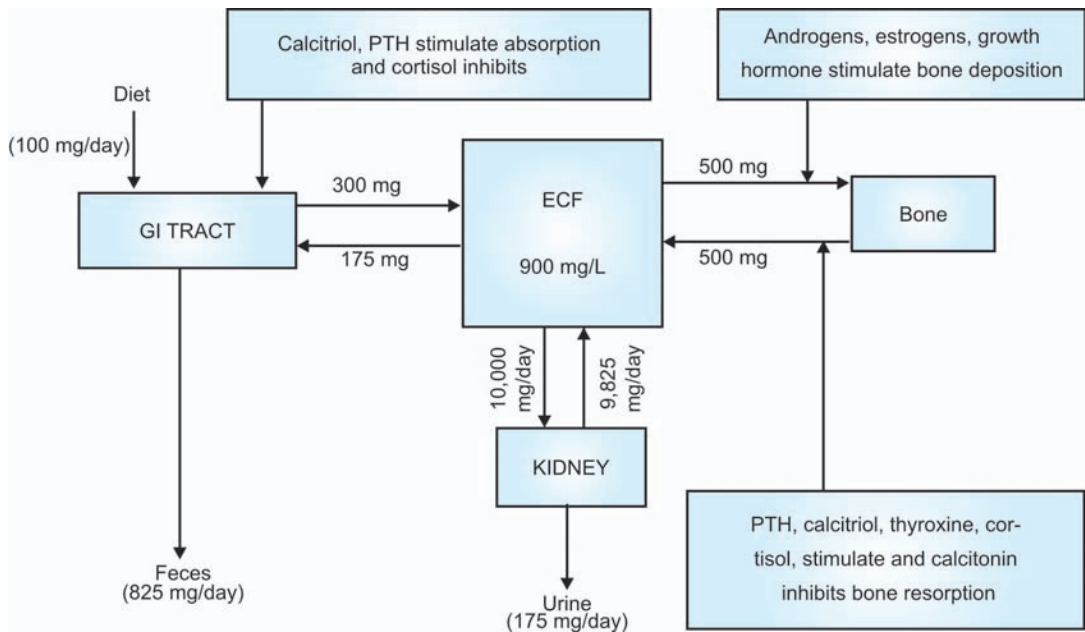 Calcitriol, PTH stimulate absorption
and cortisol inhibits
Androgens, estrogens, growth
hormone stimulate bone deposition
Diet
(100 mg/day)
GI TRACT
300 mg
175 mg
ECF
900 mg/L
500 mg
500 mg
Bone
10,000
mg/day
9,825
mg/day
KIDNEY
Feces
(825 mg/day)
Urine
(175 mg/day)
PTH, calcitriol, thyroxine, cor-
tisol, stimulate and calcitonin
inhibits bone resorption